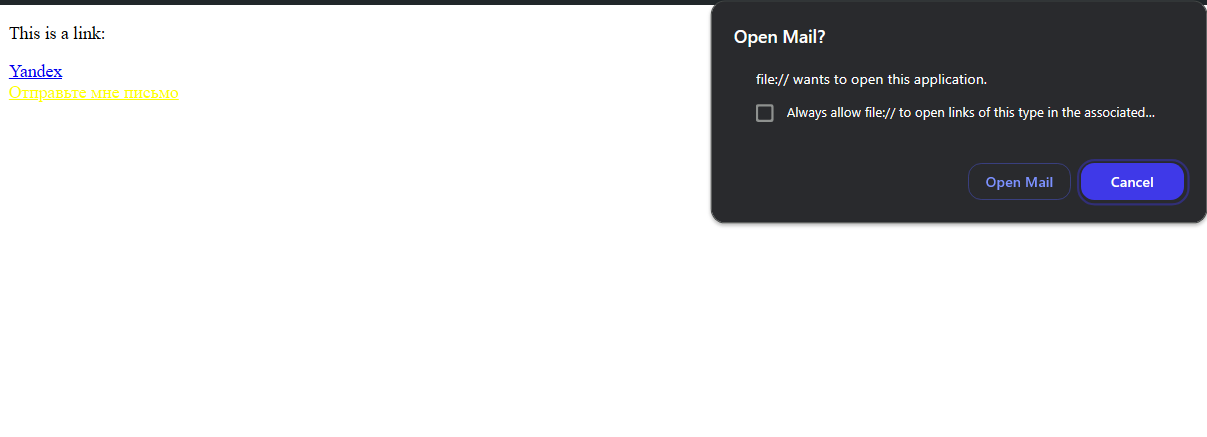 This is a link:
Yandex
Отправьте мне письмо
Open Mail?
file:// wants to open this application.
Always allow file:// to open links of this type in the associated...
Open Mail
Cancel